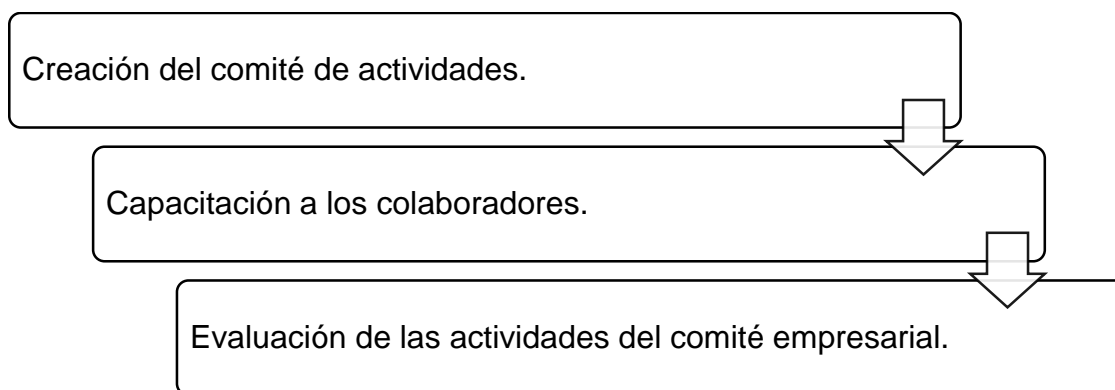 Creación del comité de actividades.
Capacitación a los colaboradores.
Evaluación de las actividades del comité empresarial.